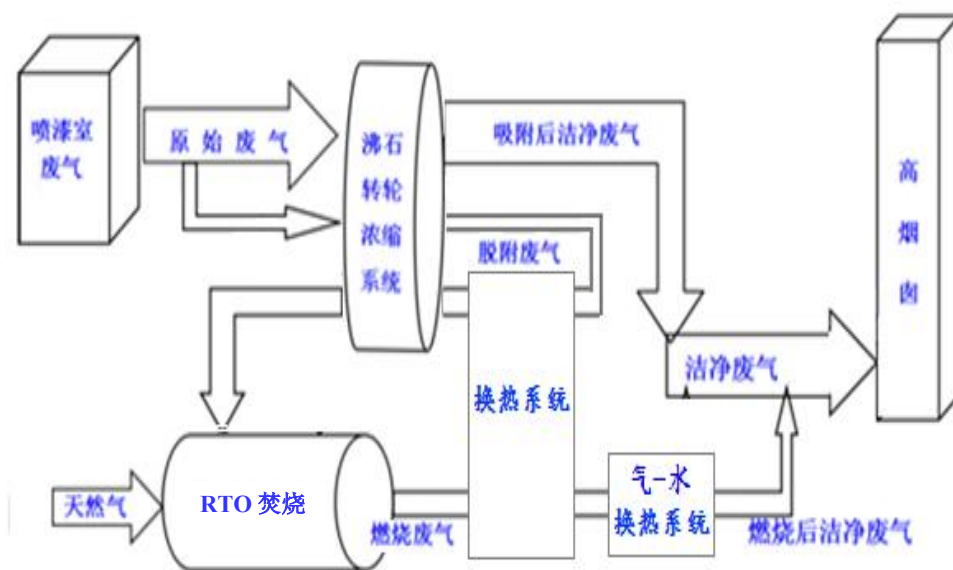 喷漆室
废气
原 始 废 气
沸石
转轮
浓缩
系统
吸附后洁净废气
脱附废气
高
烟
囱
洁净废气
换热系统
天然气
RTO 焚烧
燃烧废气
气-水
换热系统
燃烧后洁净废气